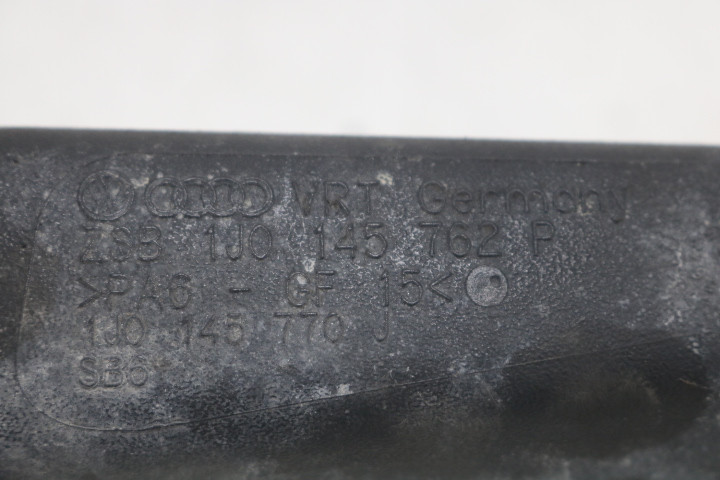 VRT Germany
ZSB 1J0 145 762 P
>PA6 - GF 15<
1J0 145 770 J
SB6